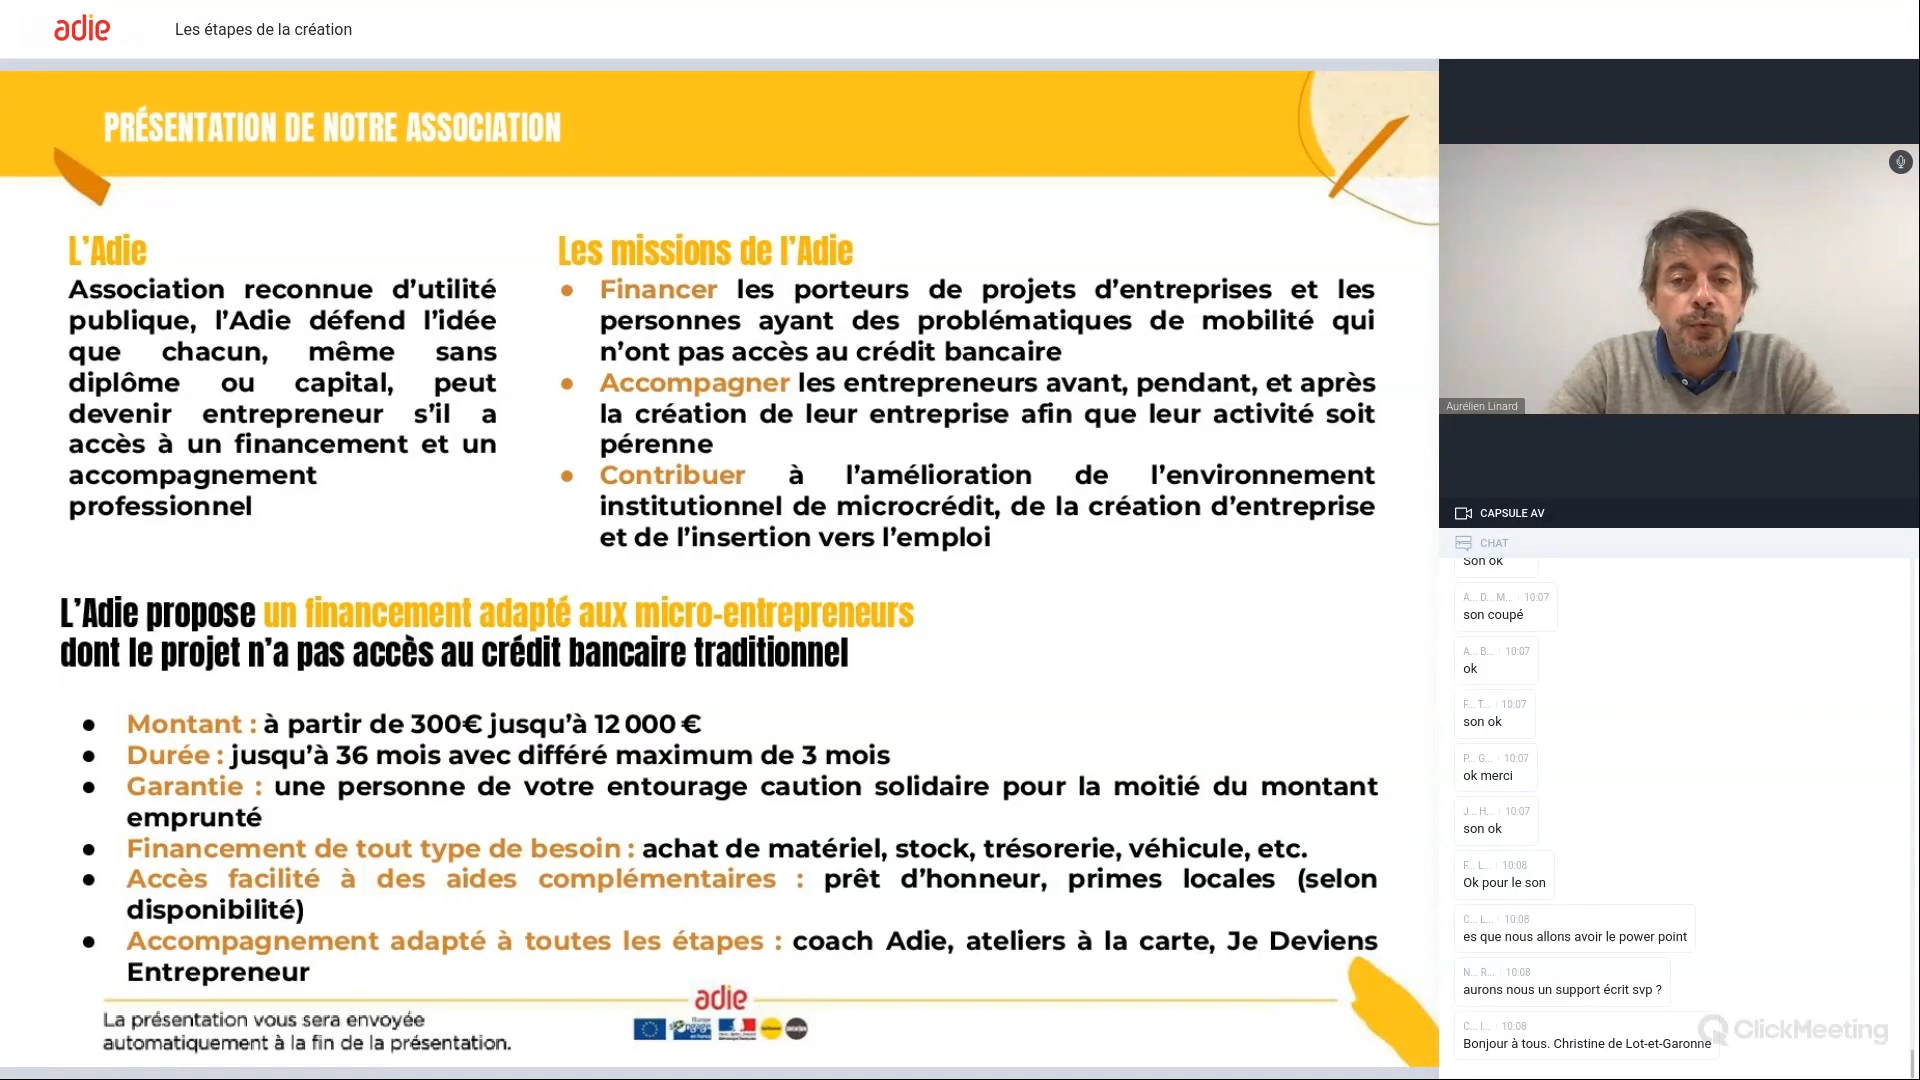 adie
Les étapes de la création
PRÉSENTATION DE NOTRE ASSOCIATION
L’Adie
Association reconnue d’utilité
publique, l’Adie défend l’idée
que chacun, même sans
diplôme ou capital, peut
devenir entrepreneur s’il a
accès à un financement et un
accompagnement
professionnel
Les missions de l’Adie
● Financer les porteurs de projets d’entreprises et les
personnes ayant des problématiques de mobilité qui
n’ont pas accès au crédit bancaire
● Accompagner les entrepreneurs avant, pendant, et après
la création de leur entreprise afin que leur activité soit
pérenne
● Contribuer à l’amélioration de l’environnement
institutionnel de microcrédit, de la création d’entreprise
et de l’insertion vers l’emploi
L’Adie propose un financement adapté aux micro-entrepreneurs
dont le projet n’a pas accès au crédit bancaire traditionnel
● Montant : à partir de 300€ jusqu’à 12 000 €
● Durée : jusqu’à 36 mois avec différé maximum de 3 mois
● Garantie : une personne de votre entourage caution solidaire pour la moitié du montant
emprunté
● Financement de tout type de besoin : achat de matériel, stock, trésorerie, véhicule, etc.
● Accès facilité à des aides complémentaires : prêt d’honneur, primes locales (selon
disponibilité)
● Accompagnement adapté à toutes les étapes : coach Adie, ateliers à la carte, Je Deviens
Entrepreneur
adie
La présentation vous sera envoyée
automatiquement à la fin de la présentation.
Aurélien Linard
CAPSULE AV
CHAT
Son ok
A... D... M... 10:07
son coupé
A... B... 10:07
ok
F... T... 10:07
son ok
P... G... 10:07
ok merci
J... H... 10:07
son ok
F... L... 10:08
Ok pour le son
C... L... 10:08
es que nous allons avoir le power point
N... R... 10:08
aurons nous un support écrit svp ?
C... I... 10:08
Bonjour à tous. Christine de Lot-et-Garonne
ClickMeeting